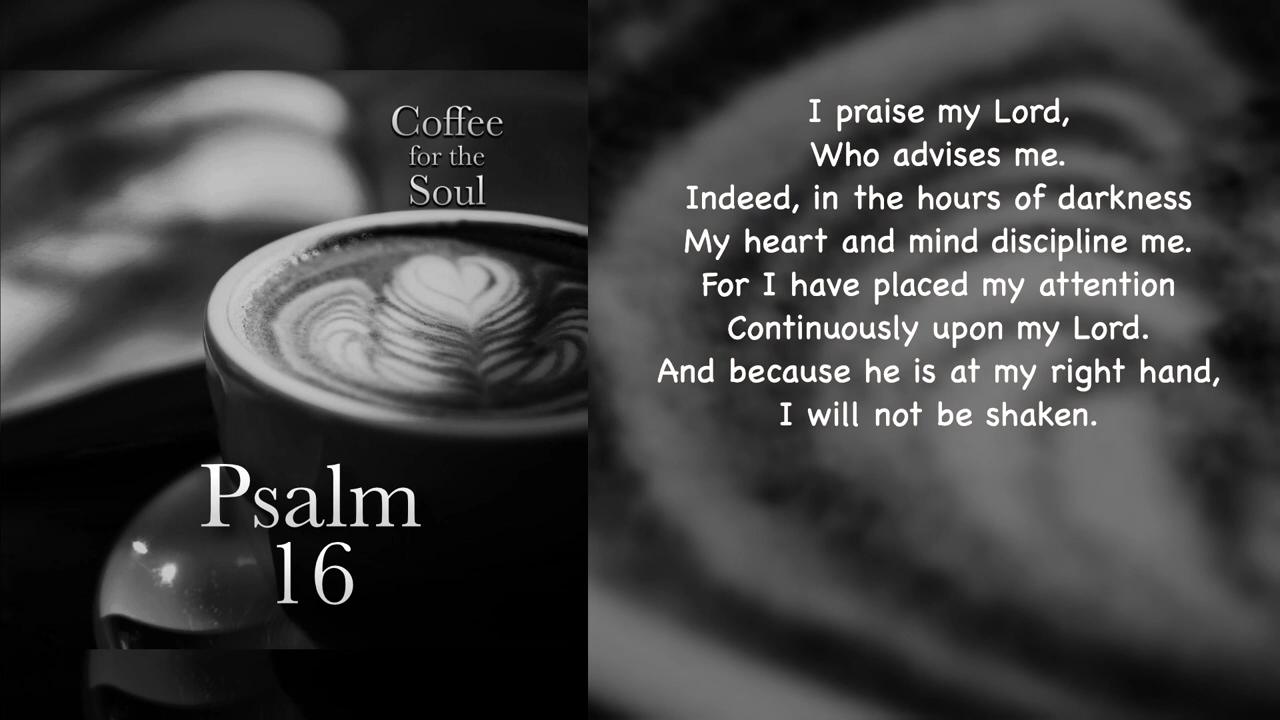 Coffee
for the
Soul
Psalm
16
I praise my Lord,
Who advises me.
Indeed, in the hours of darkness
My heart and mind discipline me.
For I have placed my attention
Continuously upon my Lord.
And because he is at my right hand,
I will not be shaken.